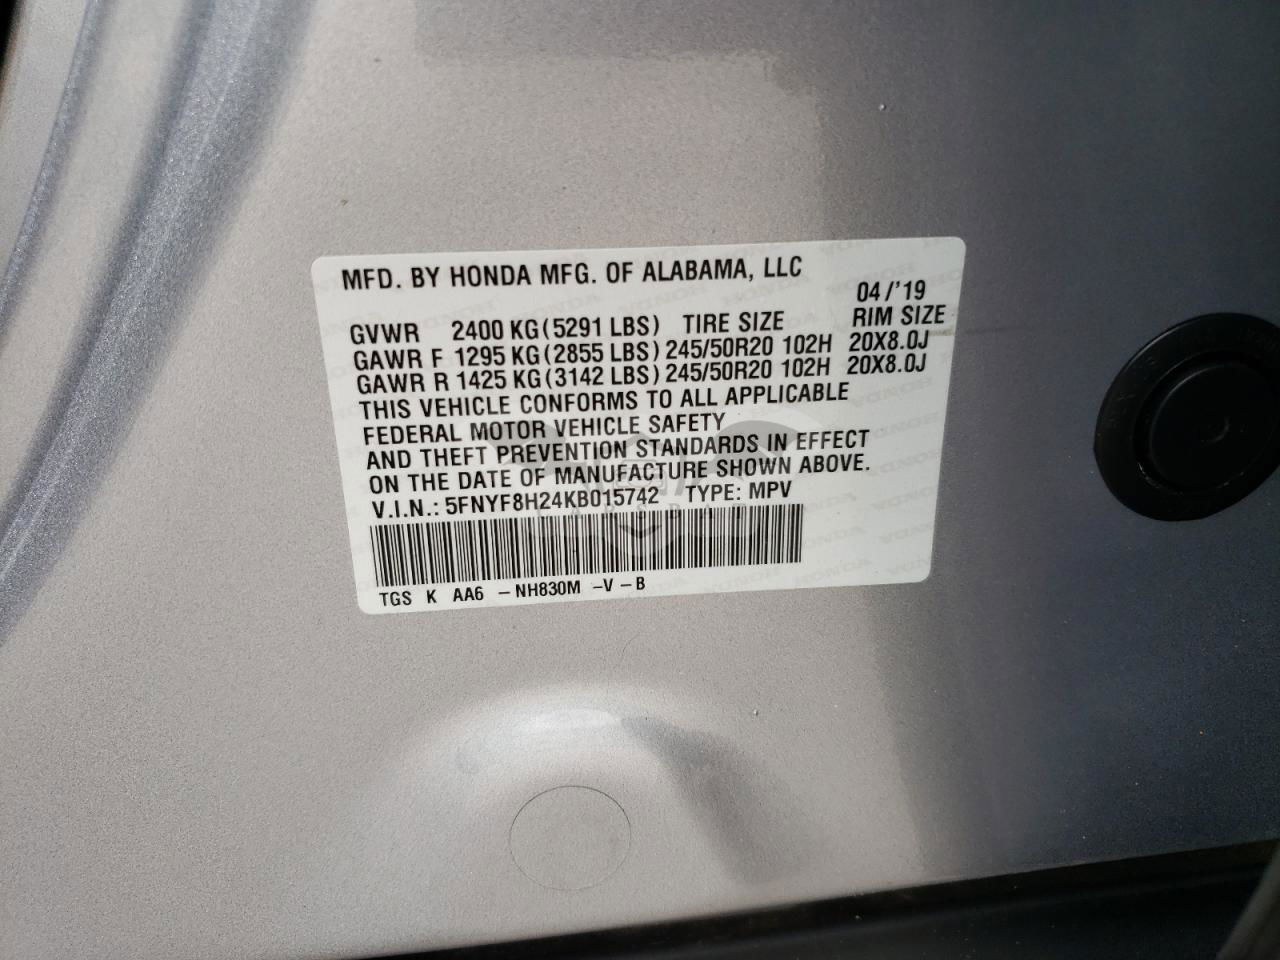 MFD. BY HONDA MFG. OF ALABAMA, LLC
04/'19
GVWR 2400 KG(5291 LBS) TIRE SIZE RIM SIZE
GAWR F 1295 KG(2855 LBS) 245/50R20 102H 20X8.0J
GAWR R 1425 KG(3142 LBS) 245/50R20 102H 20X8.0J
THIS VEHICLE CONFORMS TO ALL APPLICABLE
FEDERAL MOTOR VEHICLE SAFETY
AND THEFT PREVENTION STANDARDS IN EFFECT
ON THE DATE OF MANUFACTURE SHOWN ABOVE.
V.I.N.: 5FNYF8H24KB015742 TYPE: MPV
TGS K AA6 -NH830M -V-B